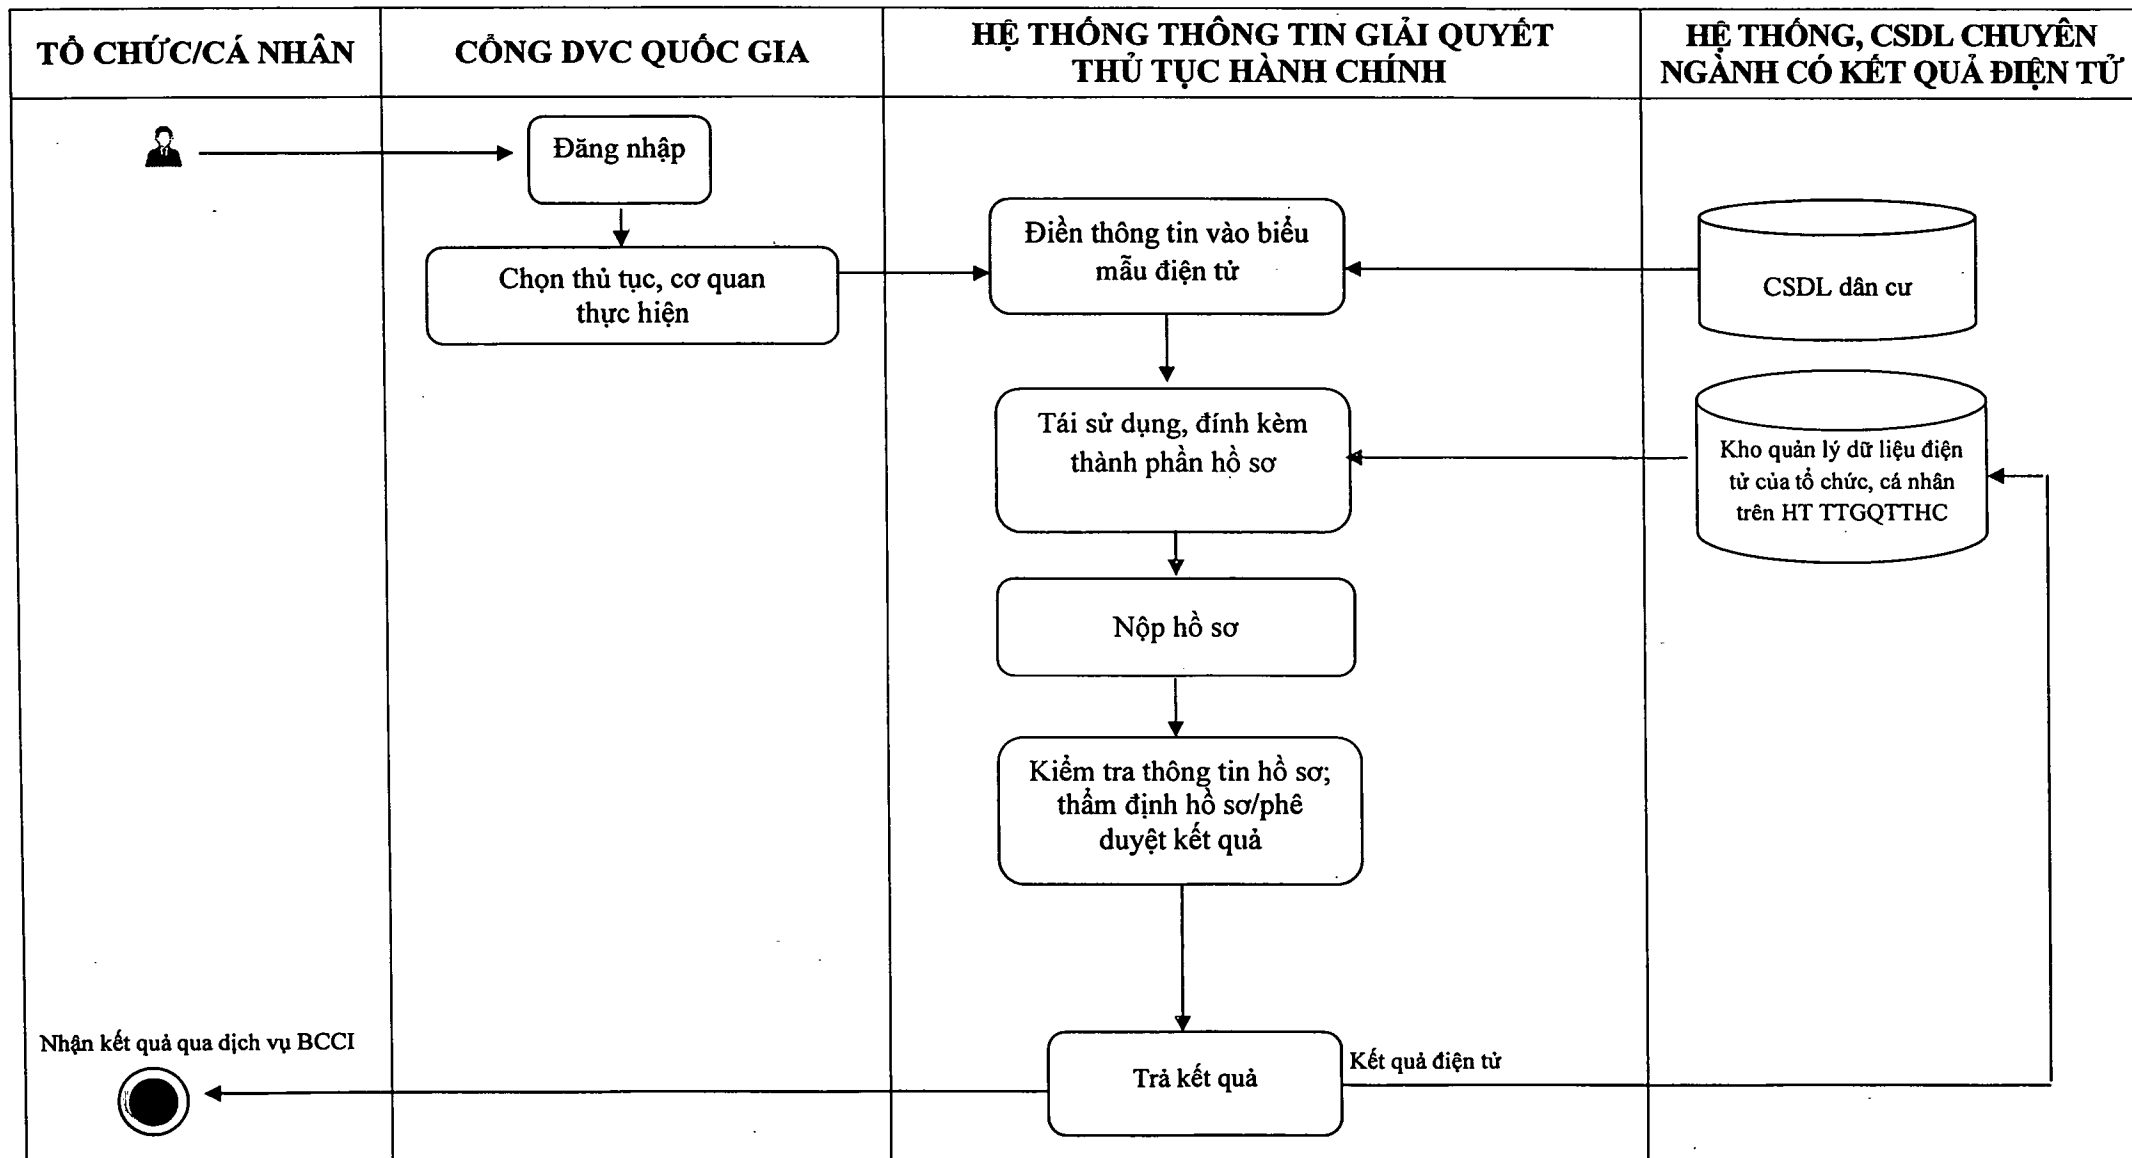 TỔ CHỨC/CÁ NHÂN
CỔNG DVC QUỐC GIA
HỆ THỐNG THÔNG TIN GIẢI QUYẾT
THỦ TỤC HÀNH CHÍNH
HỆ THỐNG, CSDL CHUYÊN
NGÀNH CÓ KẾT QUẢ ĐIỆN TỬ
Đăng nhập
Chọn thủ tục, cơ quan
thực hiện
Điền thông tin vào biểu
mẫu điện tử
CSDL dân cư
Tái sử dụng, đính kèm
thành phần hồ sơ
Kho quản lý dữ liệu điện
tử của tổ chức, cá nhân
trên HT TTGQTTHC
Nộp hồ sơ
Kiểm tra thông tin hồ sơ;
thẩm định hồ sơ/phê
duyệt kết quả
Nhận kết quả qua dịch vụ BCCI
Trả kết quả
Kết quả điện tử